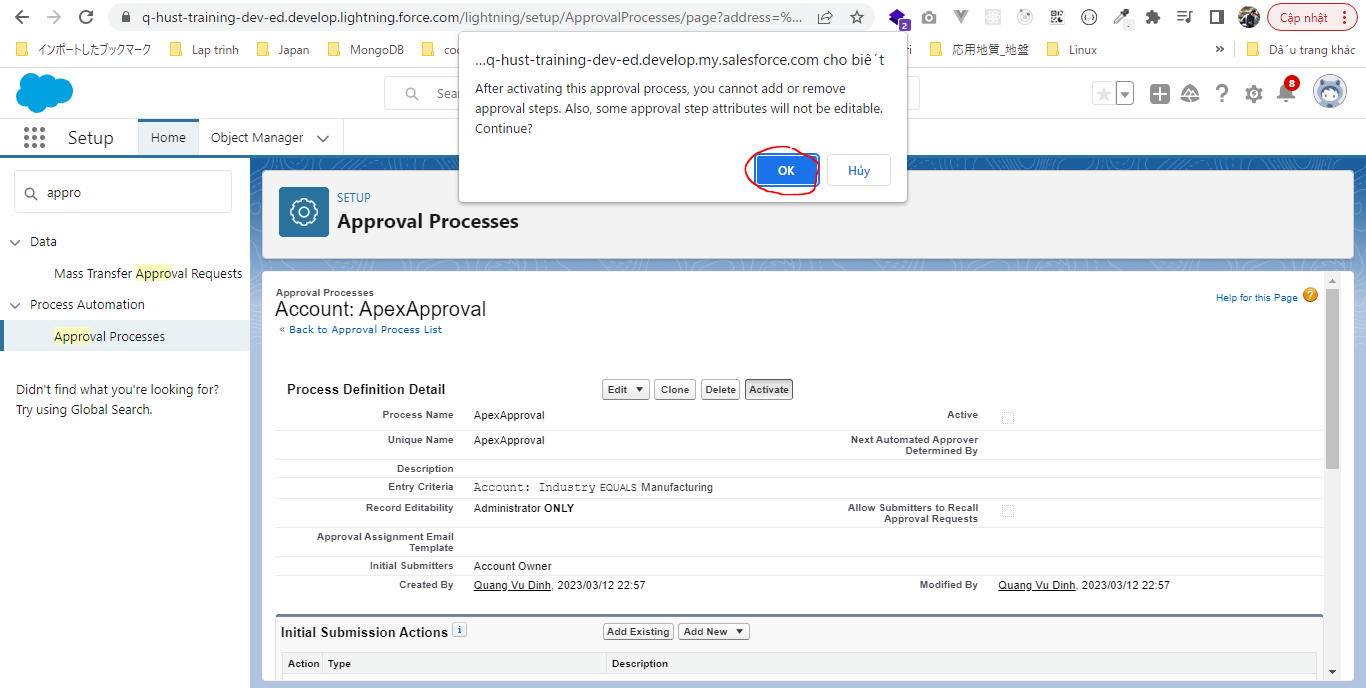 q-hust-training-dev-ed.develop.lightning.force.com/lightning/setup/ApprovalProcesses/page?address=%...
2
Cập nhật
インポートしたブックマーク
Lap trinh
Japan
MongoDB
応用地質_地盤
Linux
»
Dấu trang khác
...q-hust-training-dev-ed.develop.my.salesforce.com cho biết
After activating this approval process, you cannot add or remove
approval steps. Also, some approval step attributes will not be editable.
Continue?
OK
Hủy
8
Setup
Home
Object Manager
appro
Data
Mass Transfer Approval Requests
Process Automation
Approval Processes
Didn't find what you're looking for?
Try using Global Search.
SETUP
Approval Processes
Approval Processes
Account: ApexApproval
« Back to Approval Process List
Help for this Page ?
Process Definition Detail
Edit
Clone
Delete
Activate
Process Name ApexApproval Active
Unique Name ApexApproval Next Automated Approver
Determined By
Description
Entry Criteria Account: Industry EQUALS Manufacturing
Record Editability Administrator ONLY Allow Submitters to Recall
Approval Requests
Approval Assignment Email
Template
Initial Submitters Account Owner
Created By Quang Vu Dinh, 2023/03/12 22:57 Modified By Quang Vu Dinh, 2023/03/12 22:57
Initial Submission Actions i
Add Existing
Add New
Action Type Description